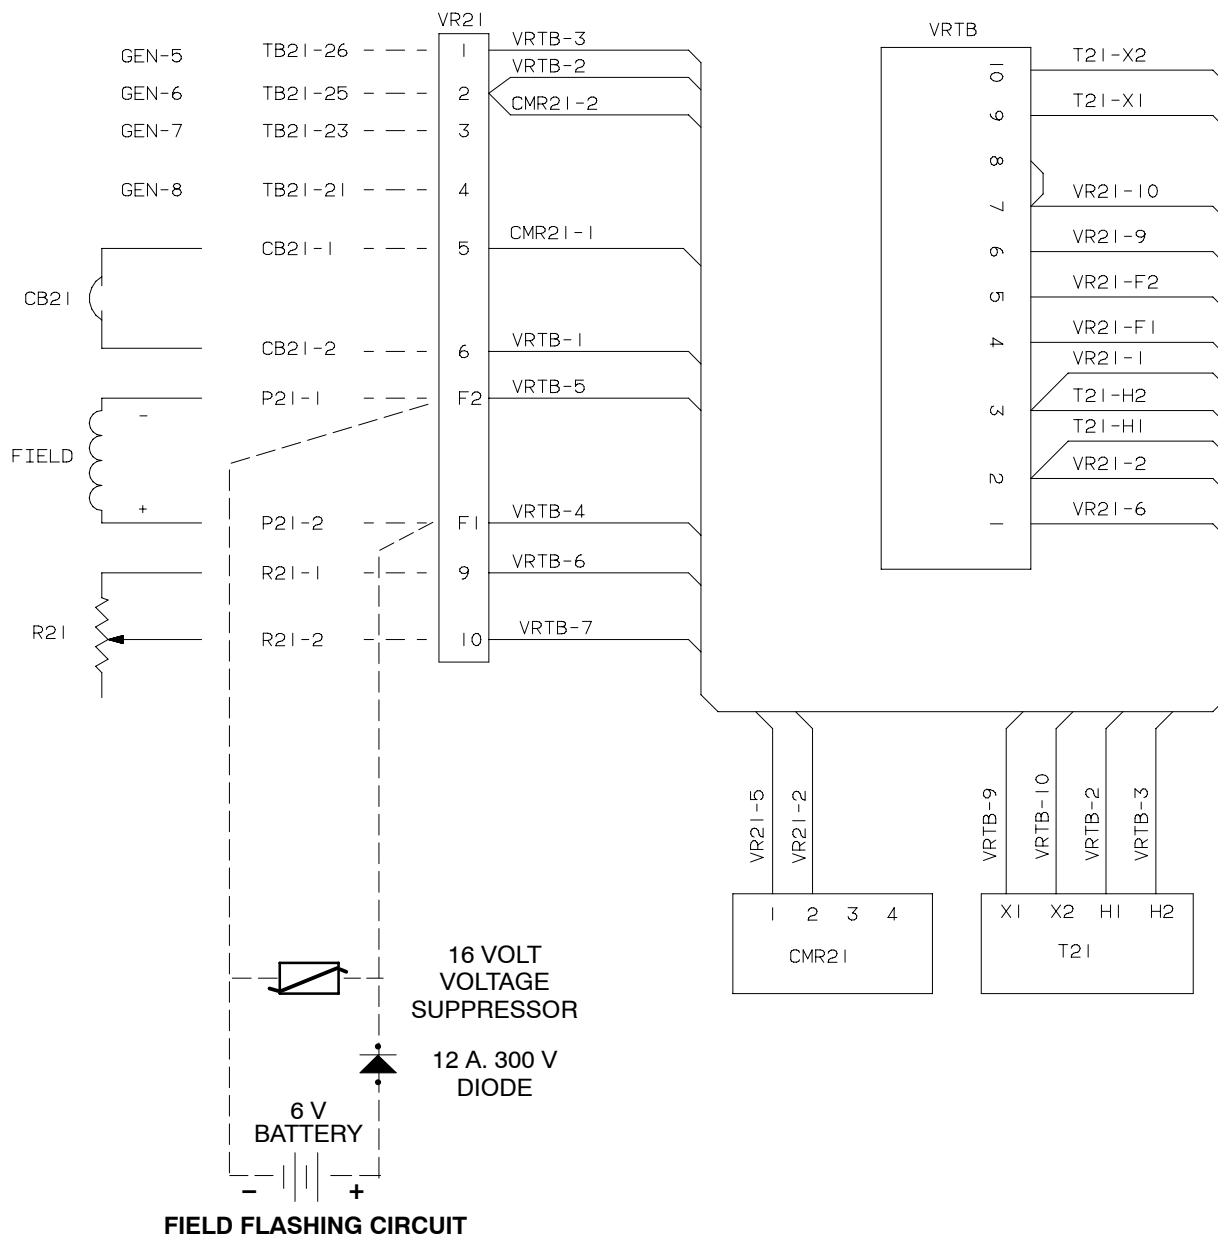 VR21
VRTB
GEN-5 TB21-26 1 VRTB-3
VRTB-2
GEN-6 TB21-25 2
CMR21-2
GEN-7 TB21-23 3
GEN-8 TB21-21 4
CB21-1 5 CMR21-1
CB21
CB21-2 6 VRTB-1
P21-1 F2 VRTB-5
-
FIELD
+
P21-2 F1 VRTB-4
R21-1 9 VRTB-6
R21
R21-2 10 VRTB-7
10 T21-X2
9 T21-X1
8
7 VR21-10
6 VR21-9
5 VR21-F2
4 VR21-F1
VR21-1
3 T21-H2
T21-H1
2 VR21-2
1 VR21-6
VR21-5
VR21-2
VRTB-9
VRTB-10
VRTB-2
VRTB-3
1 2 3 4
CMR21
X1 X2 H1 H2
T21
16 VOLT
VOLTAGE
SUPPRESSOR
12 A. 300 V
DIODE
6 V
BATTERY
- +
FIELD FLASHING CIRCUIT